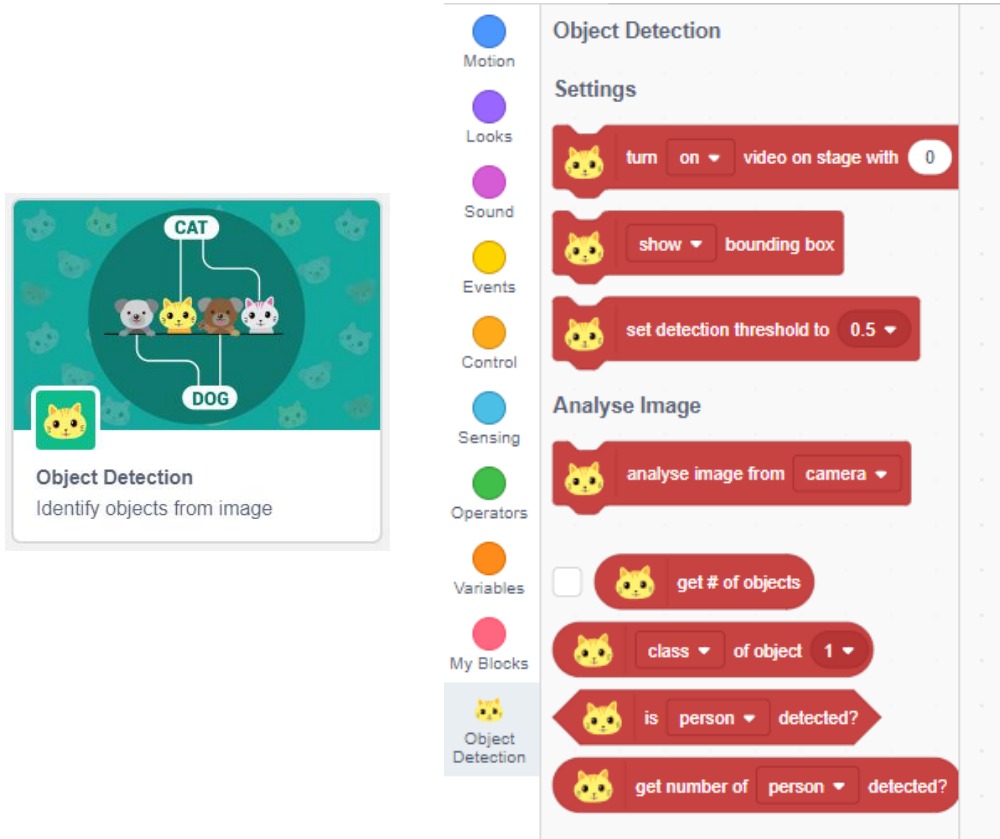 CAT
DOG
Object Detection
Identify objects from image
Motion
Looks
Sound
Events
Control
Sensing
Operators
Variables
My Blocks
Object
Detection
Object Detection
Settings
turn on video on stage with 0
show bounding box
set detection threshold to 0.5
Analyse Image
analyse image from camera
get # of objects
class of object 1
is person detected?
get number of person detected?